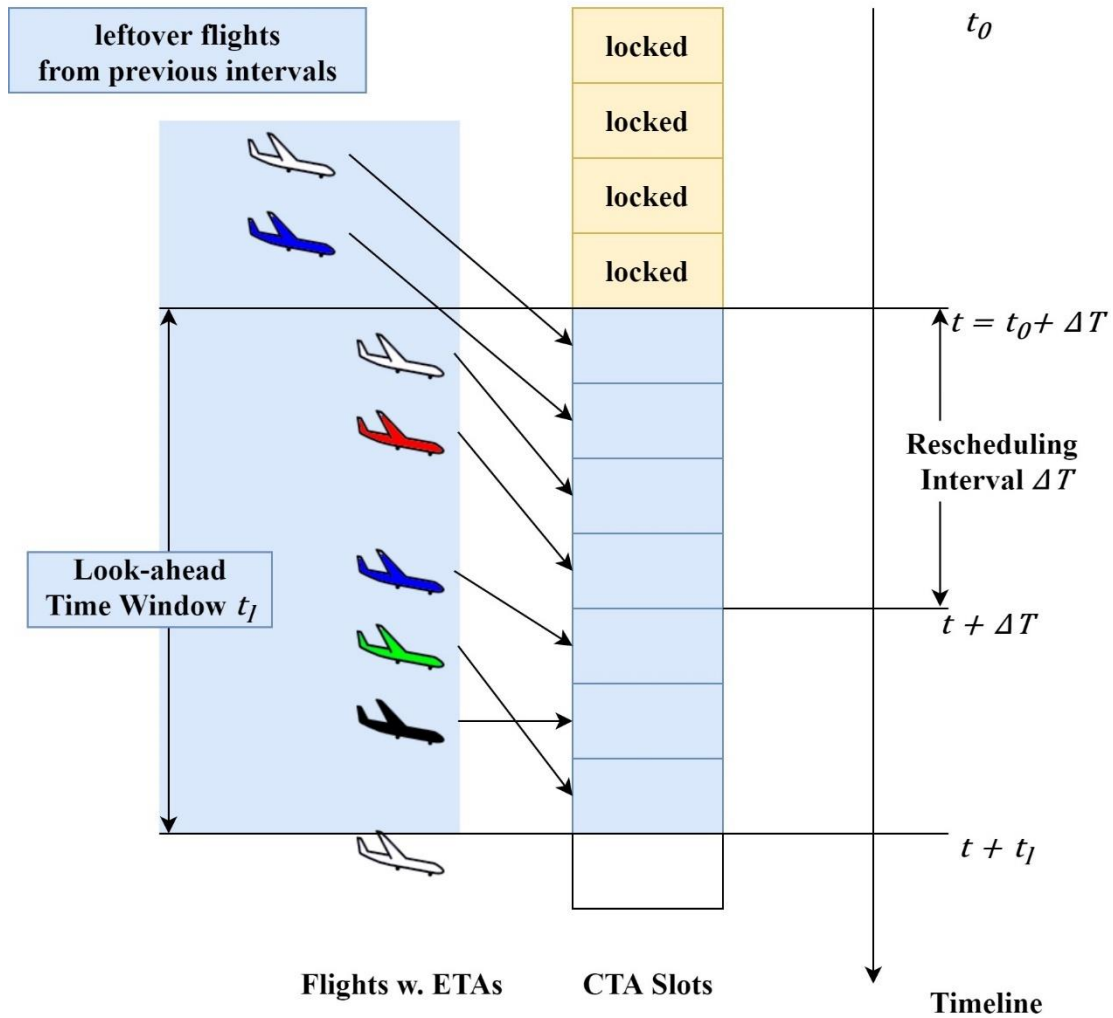 leftover flights
from previous intervals
locked
locked
locked
locked
t₀
t = t₀ + ΔT
Rescheduling
Interval ΔT
Look-ahead
Time Window tₗ
t + ΔT
t + tₗ
Flights w. ETAs
CTA Slots
Timeline